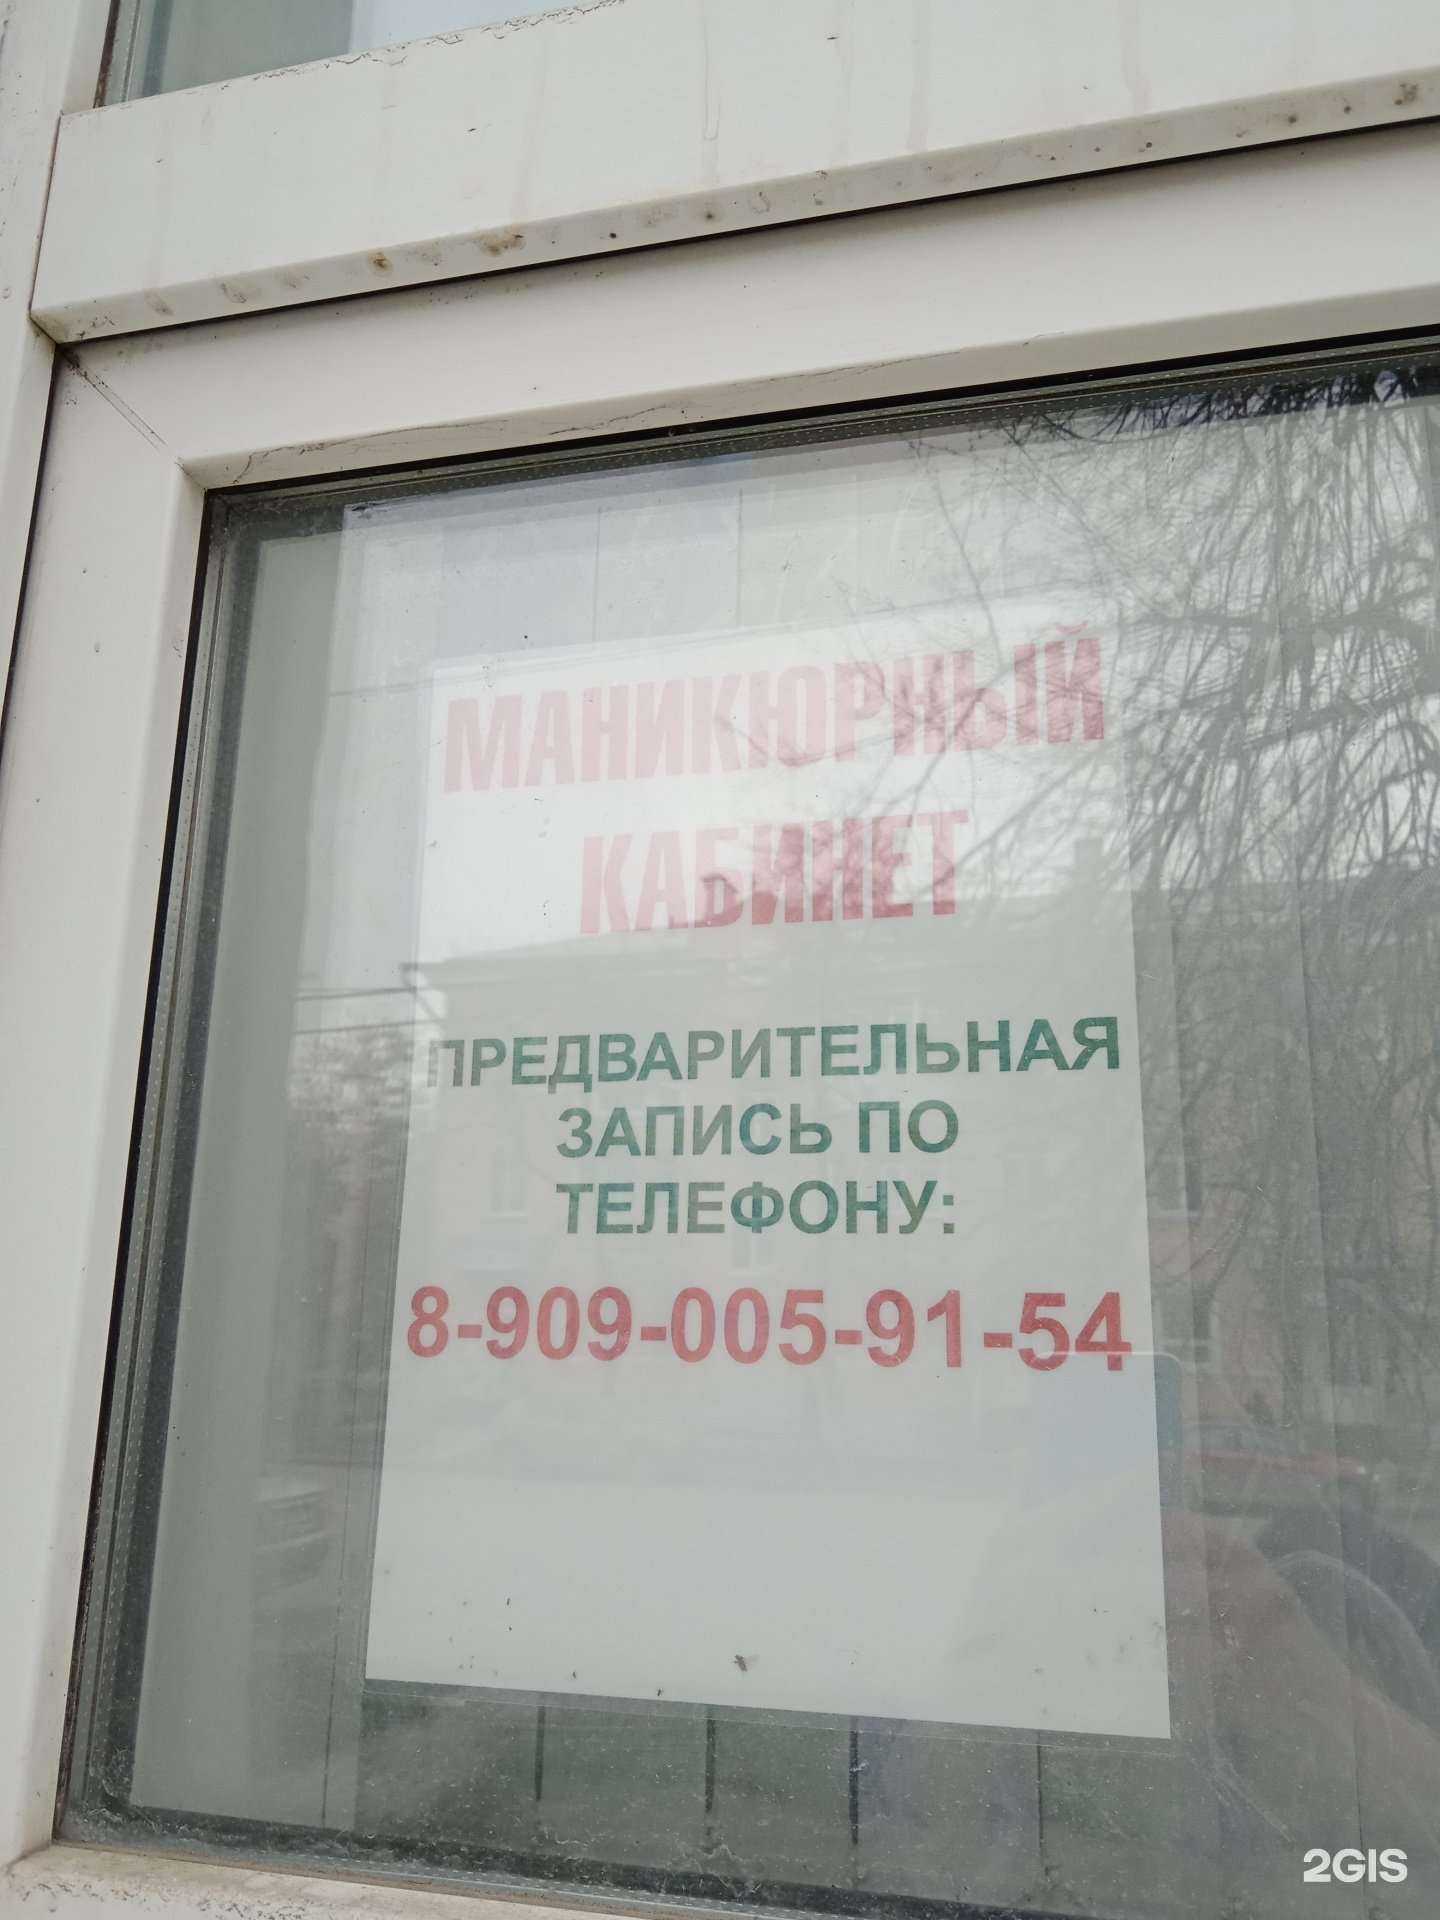 МАНИКЮРНЫЙ
КАБИНЕТ
ПРЕДВАРИТЕЛЬНАЯ
ЗАПИСЬ ПО
ТЕЛЕФОНУ:
8-909-005-91-54
2GIS